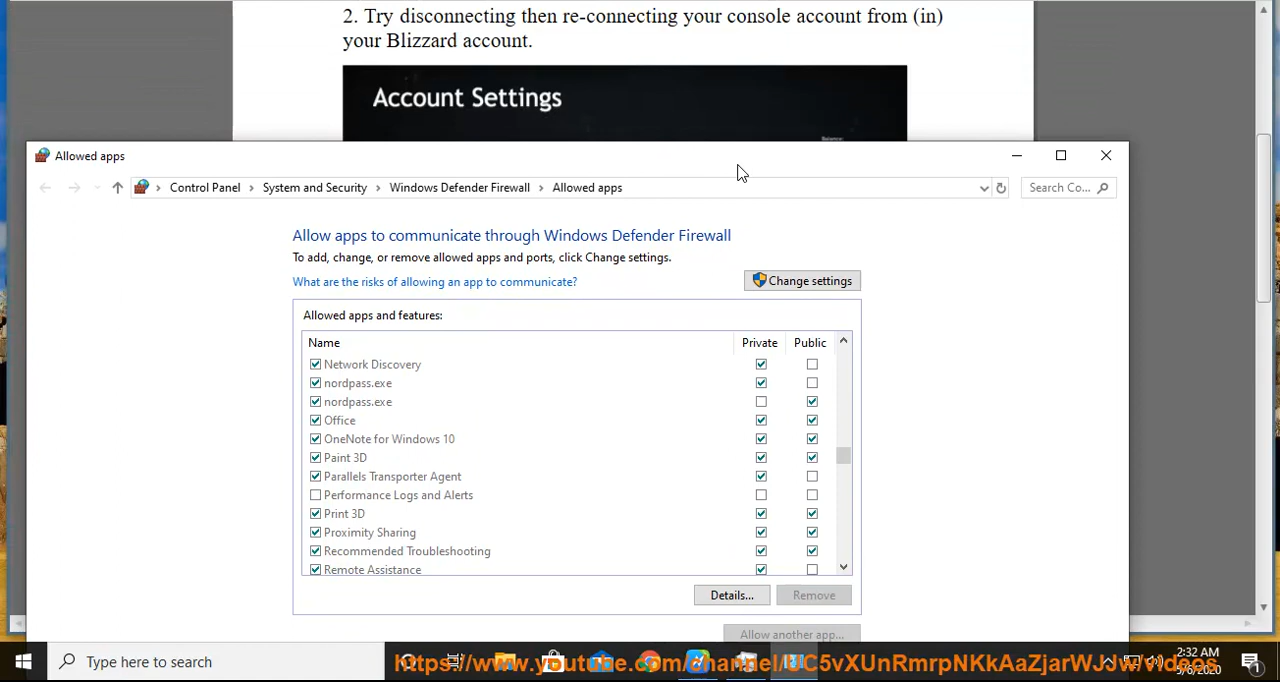 2. Try disconnecting then re-connecting your console account from (in)
your Blizzard account.
Account Settings
Allowed apps
Control Panel > System and Security > Windows Defender Firewall > Allowed apps
Search Co...
Allow apps to communicate through Windows Defender Firewall
To add, change, or remove allowed apps and ports, click Change settings.
What are the risks of allowing an app to communicate?
Change settings
Allowed apps and features:
Name Private Public
Network Discovery
nordpass.exe
nordpass.exe
Office
OneNote for Windows 10
Paint 3D
Parallels Transporter Agent
Performance Logs and Alerts
Print 3D
Proximity Sharing
Recommended Troubleshooting
Remote Assistance
Details... Remove
Allow another app...
Type here to search
2:32 AM
5/6/2020
1